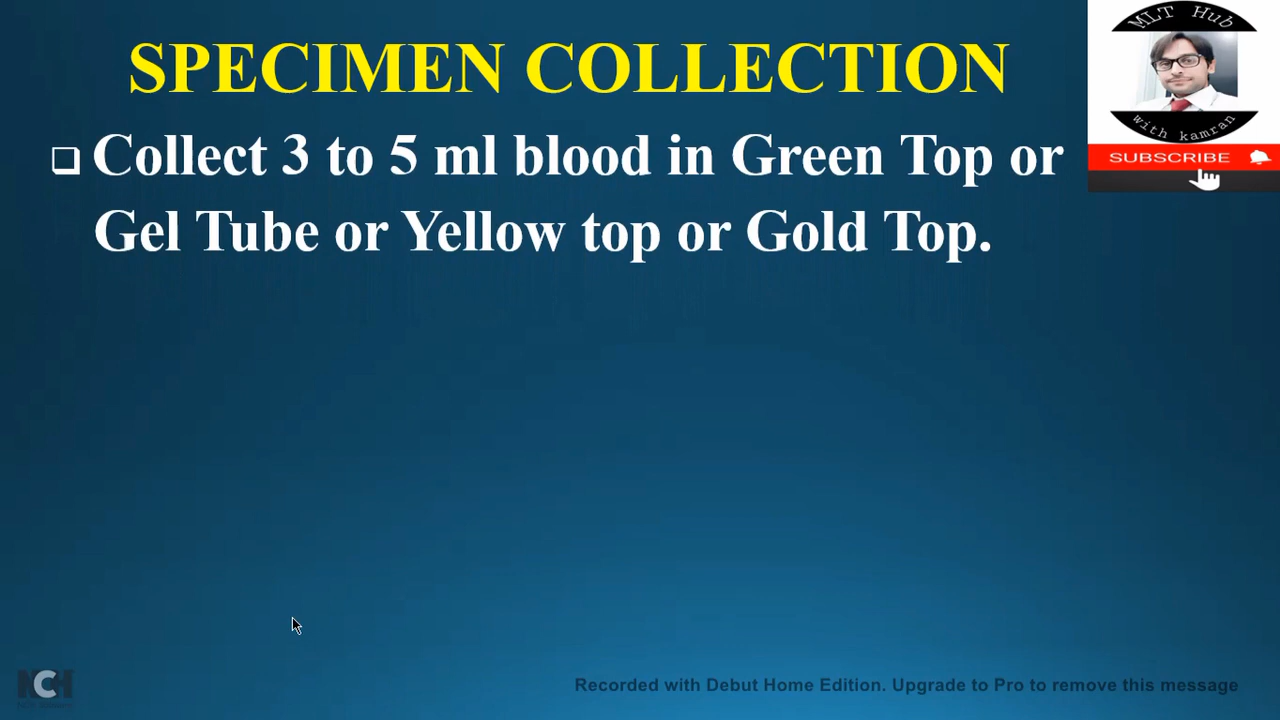 SPECIMEN COLLECTION
Collect 3 to 5 ml blood in Green Top or
Gel Tube or Yellow top or Gold Top.
MLT Hub
with kamran
SUBSCRIBE
NCH
Recorded with Debut Home Edition. Upgrade to Pro to remove this message